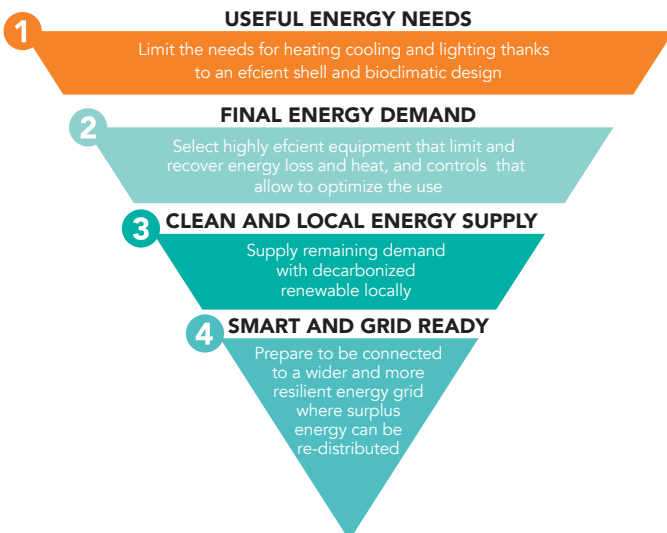 1
USEFUL ENERGY NEEDS
Limit the needs for heating cooling and lighting thanks
to an efcient shell and bioclimatic design
2
FINAL ENERGY DEMAND
Select highly efcient equipment that limit and
recover energy loss and heat, and controls that
allow to optimize the use
3
CLEAN AND LOCAL ENERGY SUPPLY
Supply remaining demand
with decarbonized
renewable locally
4
SMART AND GRID READY
Prepare to be connected
to a wider and more
resilient energy grid
where surplus
energy can be
re-distributed